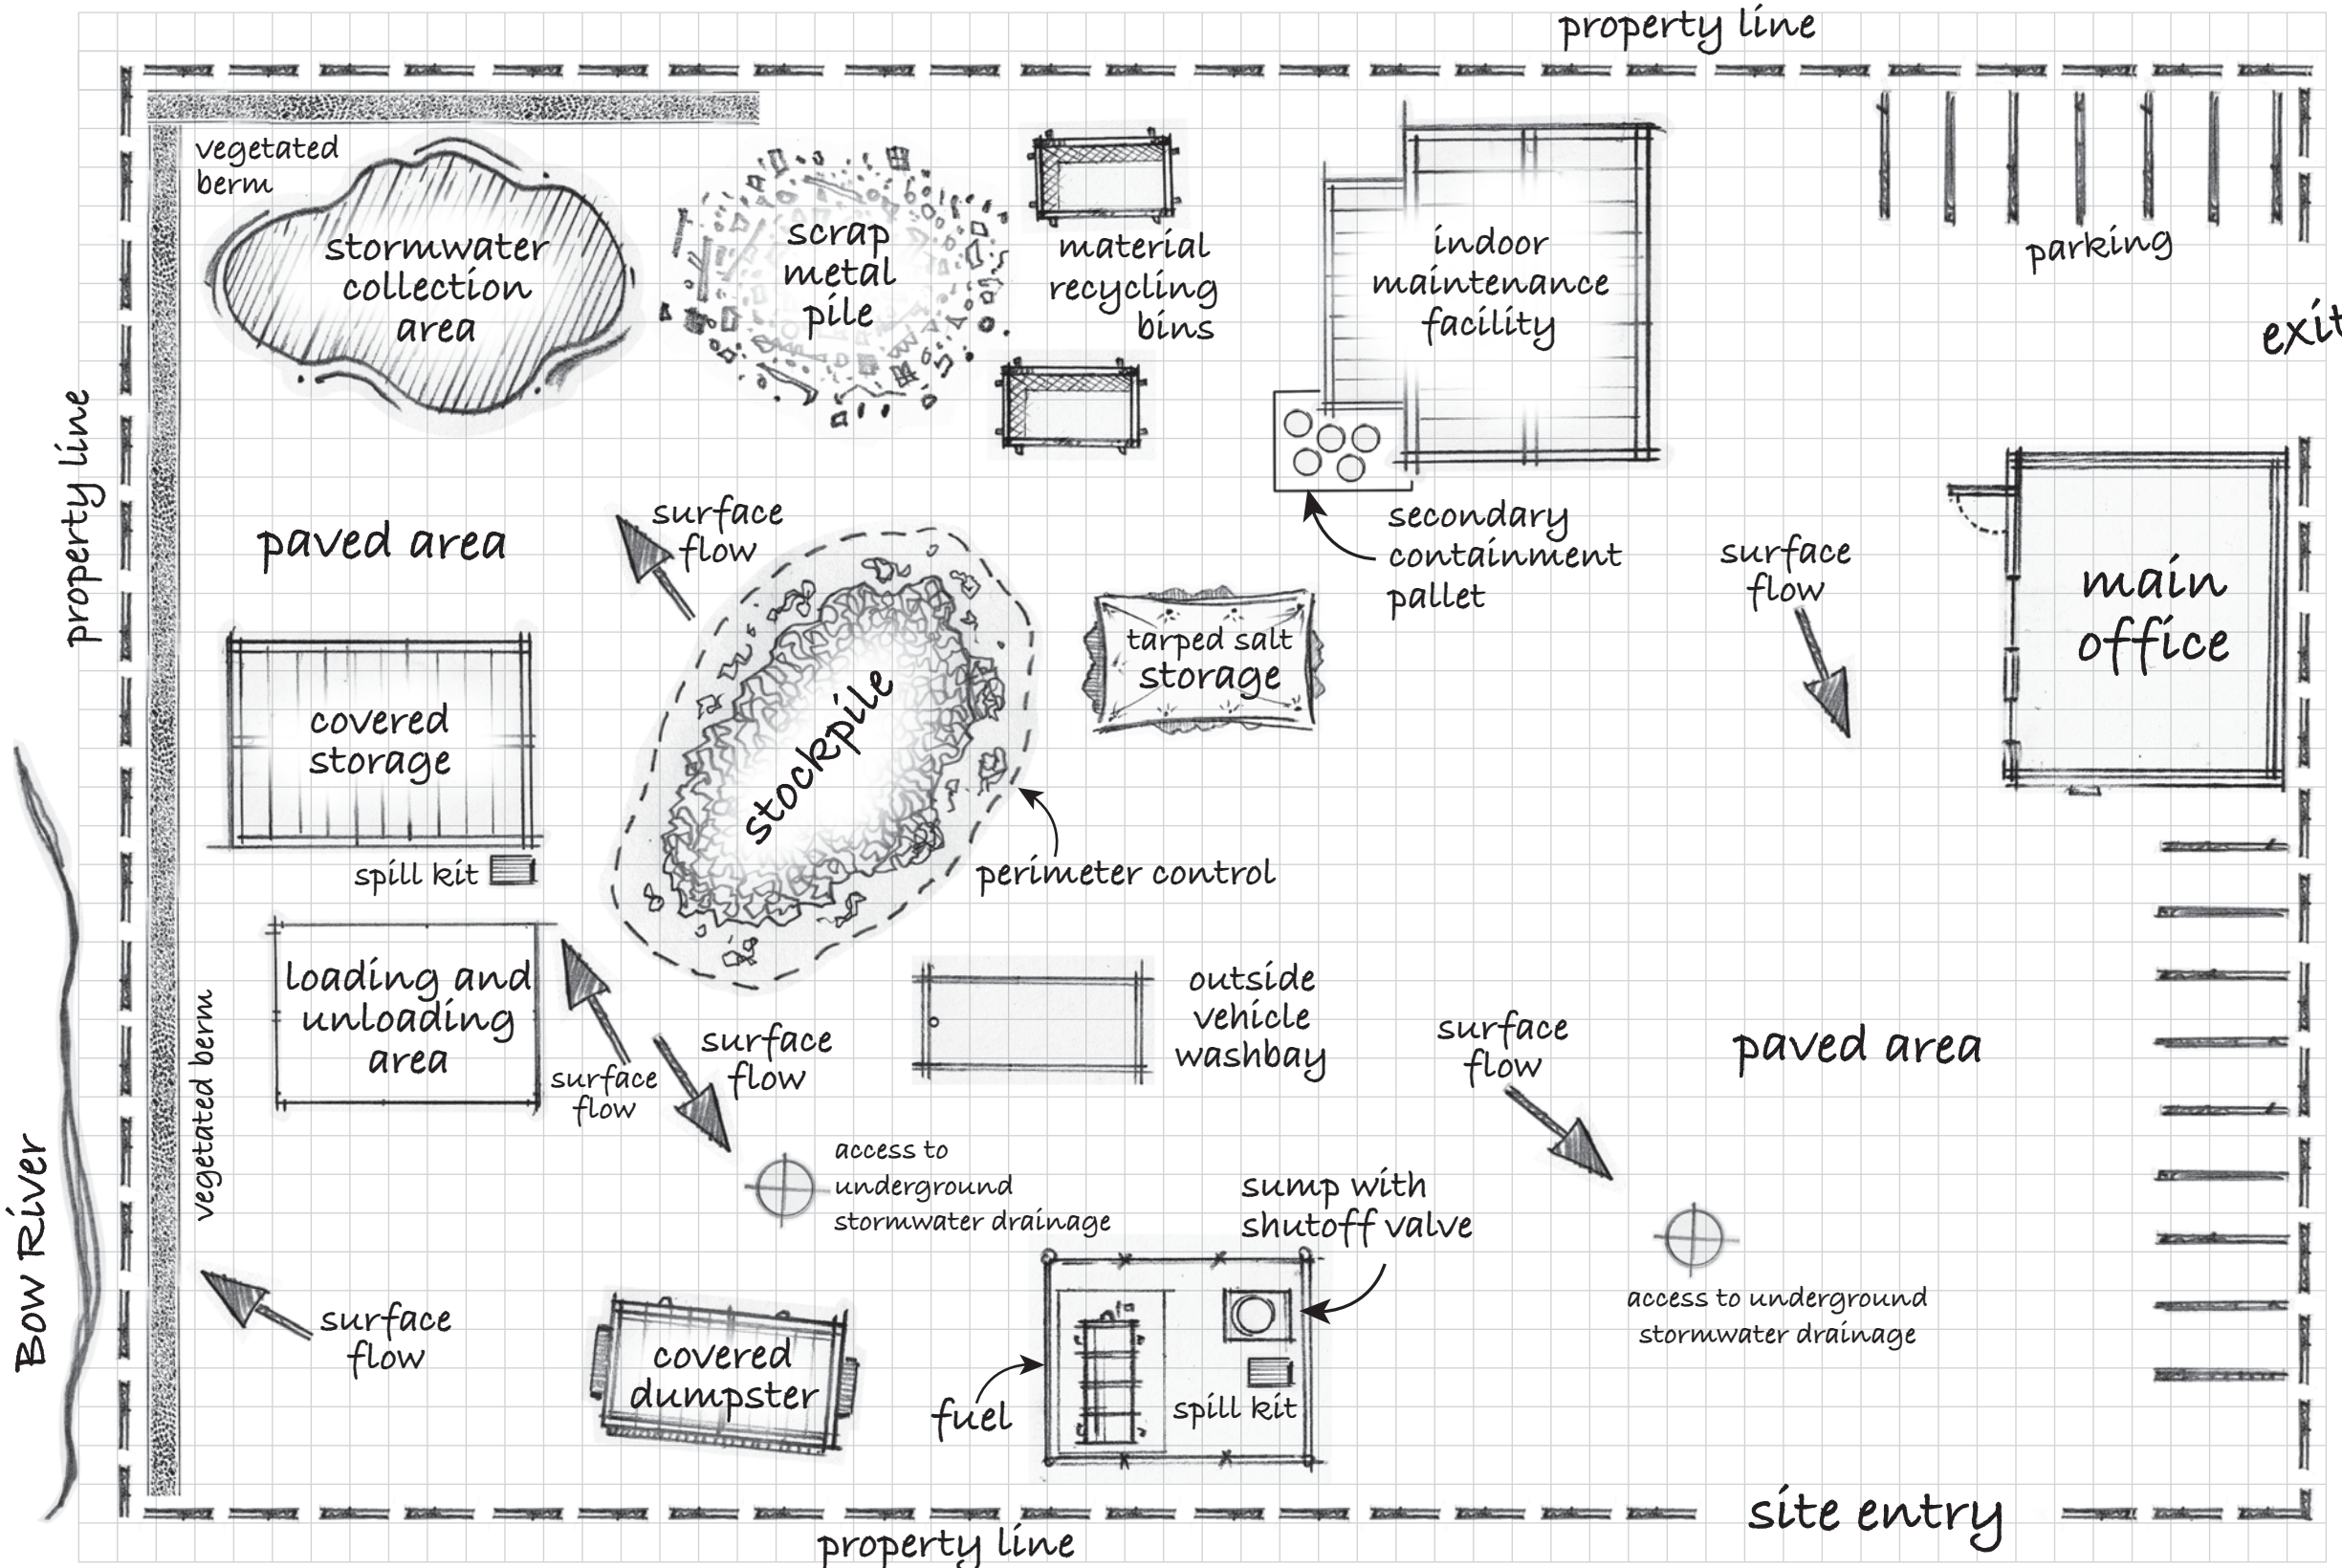 property line
vegetated
berm
stormwater
collection
area
scrap
metal
pile
material
recycling
bins
indoor
maintenance
facility
parking
exit
property line
paved area
surface
flow
secondary
containment
pallet
surface
flow
main
office
tarped salt
storage
covered
storage
stockpile
spill kit
perimeter control
loading and
unloading
area
vegetated berm
surface
flow
surface
flow
outside
vehicle
washbay
surface
flow
paved area
access to
underground
stormwater drainage
sump with
shutoff valve
Bow River
surface
flow
covered
dumpster
fuel
spill kit
access to underground
stormwater drainage
site entry
property line